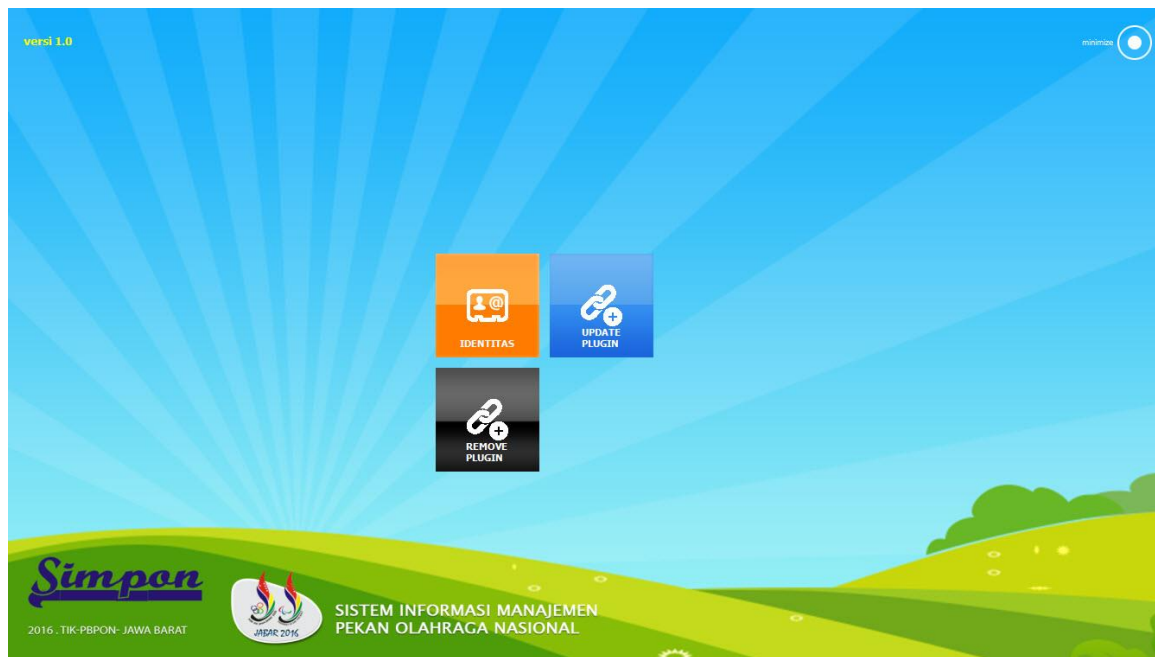 versi 1.0
minimize
IDENTITAS
UPDATE
PLUGIN
REMOVE
PLUGIN
Simpon
2016 . TIK-PBPON- JAWA BARAT
JABAR 2016
SISTEM INFORMASI MANAJEMEN
PEKAN OLAHRAGA NASIONAL